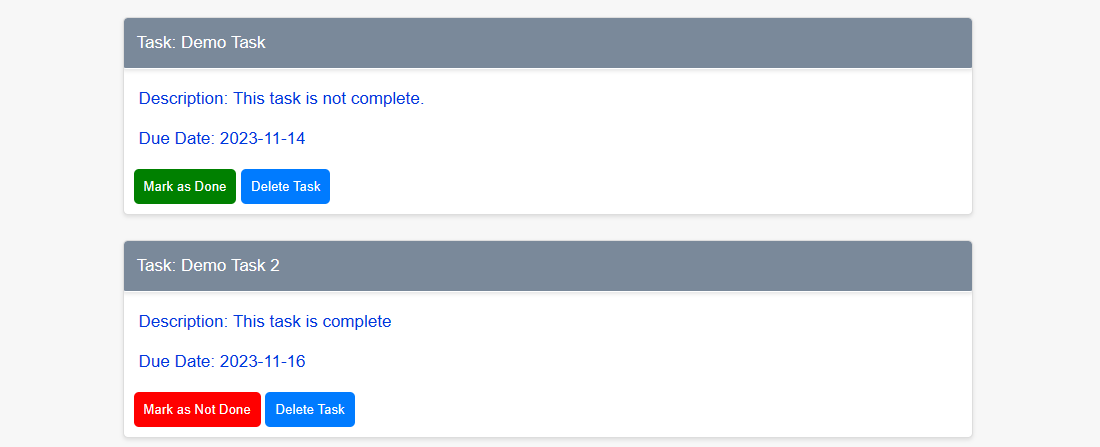 Task: Demo Task
Description: This task is not complete.
Due Date: 2023-11-14
Mark as Done Delete Task
Task: Demo Task 2
Description: This task is complete
Due Date: 2023-11-16
Mark as Not Done Delete Task